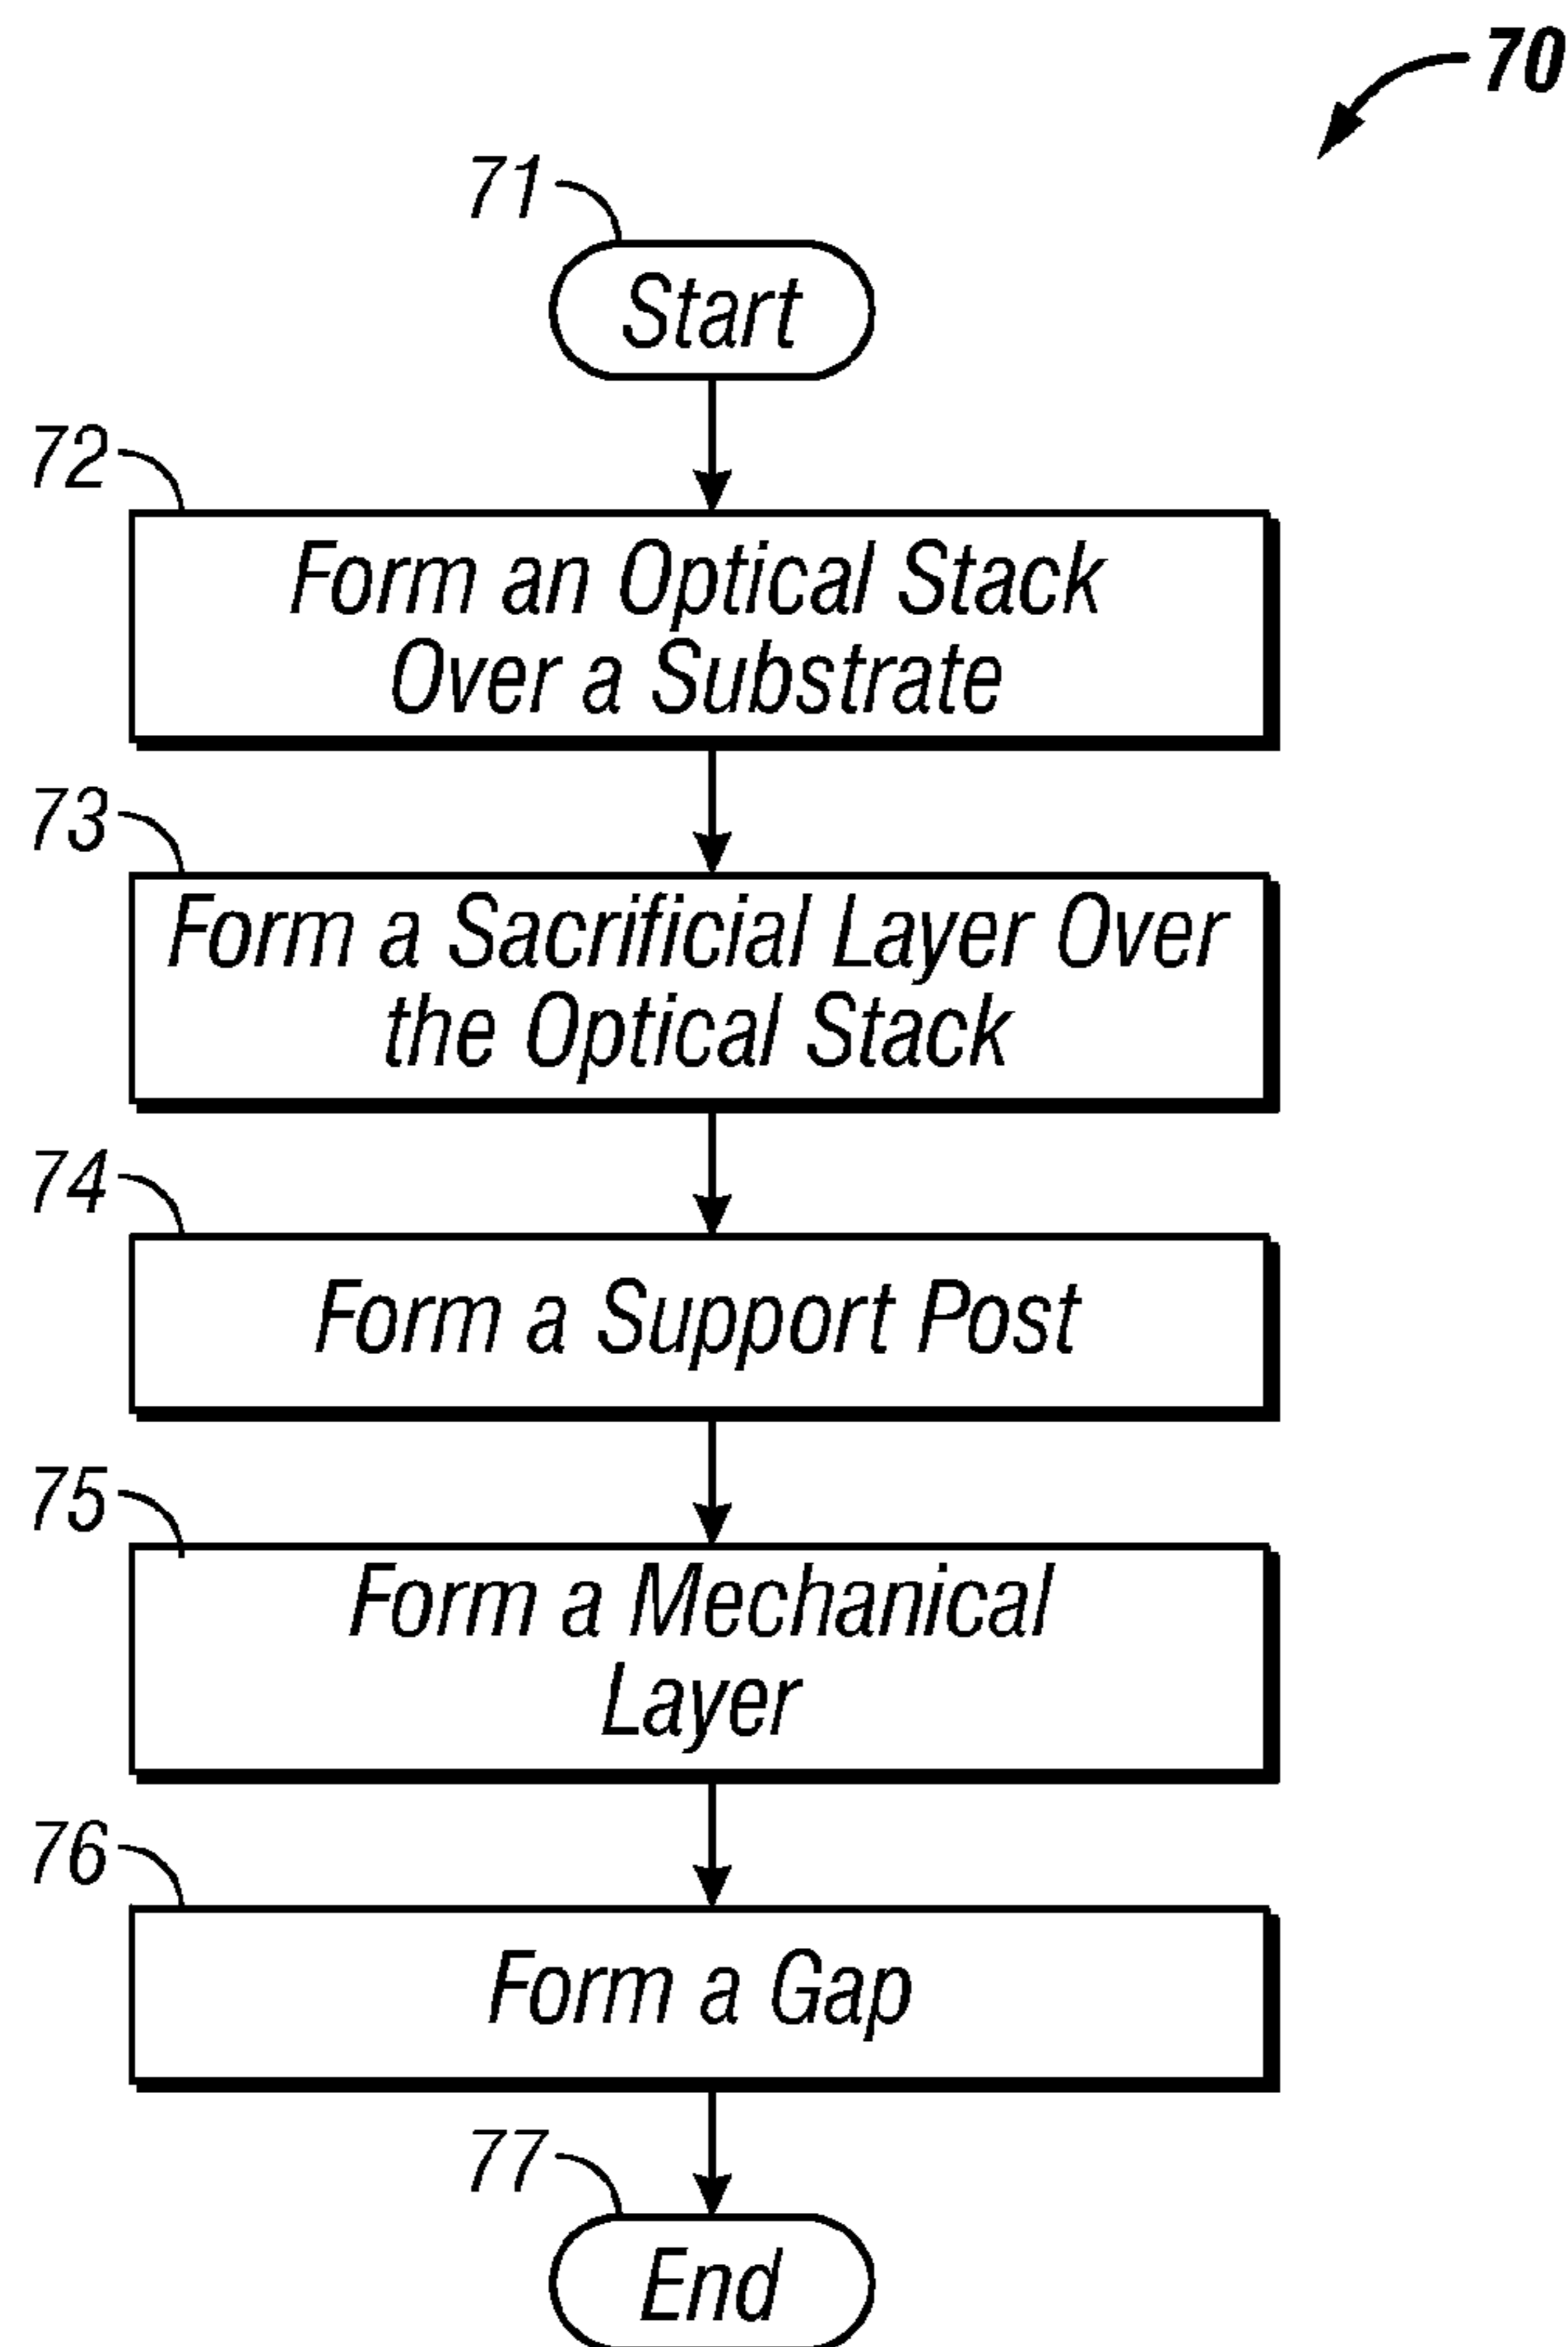 70
71
Start
72
Form an Optical Stack
Over a Substrate
73
Form a Sacrificial Layer Over
the Optical Stack
74
Form a Support Post
75
Form a Mechanical
Layer
76
Form a Gap
77
End